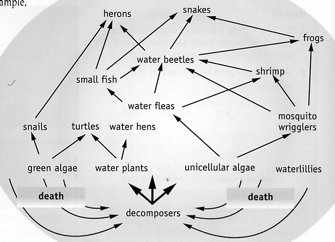 ample,
herons
snakes
frogs
water beetles
small fish
shrimp
water fleas
mosquito
wrigglers
snails
turtles
water hens
green algae
water plants
unicellular algae
waterlillies
death
death
decomposers